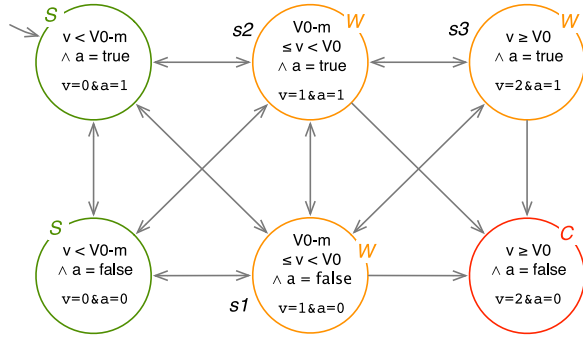 S
v < V0-m
∧ a = true
v=0&a=1
s2
W
V0-m
≤ v < V0
∧ a = true
v=1&a=1
s3
W
v ≥ V0
∧ a = true
v=2&a=1
S
v < V0-m
∧ a = false
v=0&a=0
s1
W
V0-m
≤ v < V0
∧ a = false
v=1&a=0
C
v ≥ V0
∧ a = false
v=2&a=0